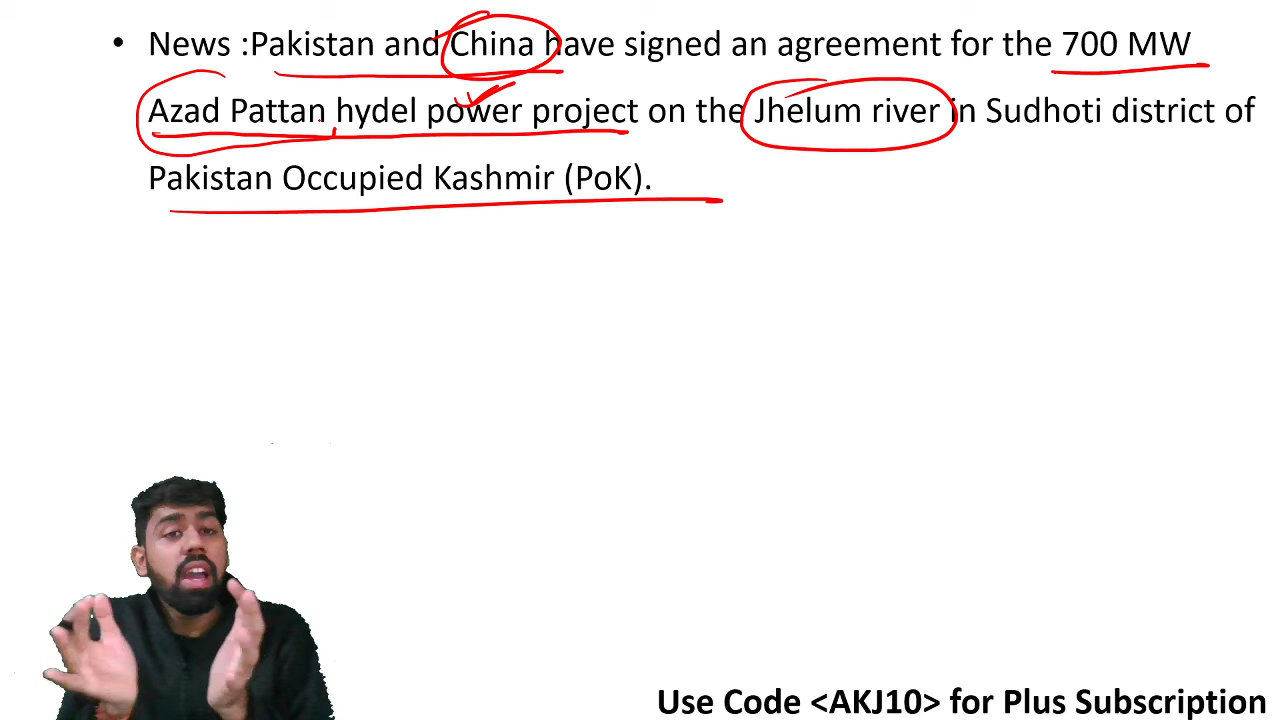 • News :Pakistan and China have signed an agreement for the 700 MW
Azad Pattan hydel power project on the Jhelum river in Sudhoti district of
Pakistan Occupied Kashmir (PoK).
Use Code <AKJ10> for Plus Subscription